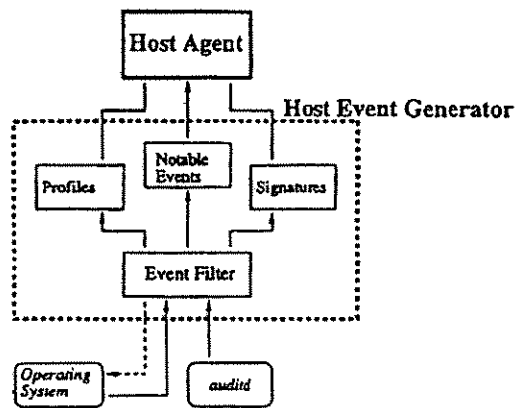 Host Agent
Host Event Generator
Notable
Events
Profiles
Signatures
Event Filter
Operating
System
auditd